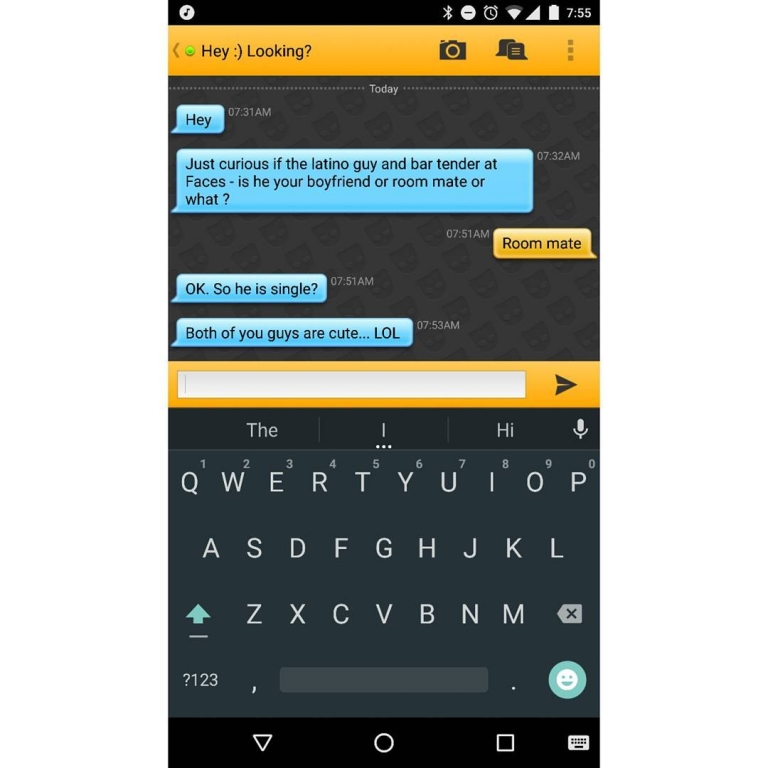 7:55
Hey :) Looking?
Today
Hey
07:31AM
Just curious if the latino guy and bar tender at
Faces - is he your boyfriend or room mate or
what ?
07:32AM
07:51AM
Room mate
OK. So he is single?
07:51AM
Both of you guys are cute... LOL
07:53AM
The I Hi
1 2 3 4 5 6 7 8 9 0
Q W E R T Y U I O P
A S D F G H J K L
Z X C V B N M
?123 , .